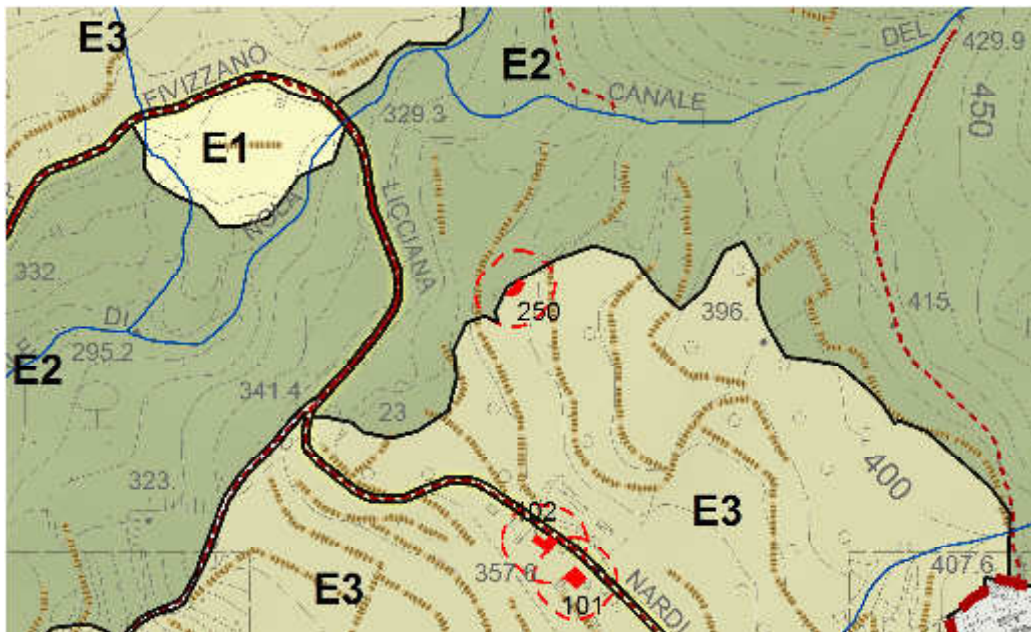 E3
FIVIZZANO
E2
DEL
429.9
CANALE
450
329.3
E1
NOLA
LICCIANA
332.
DI
250
396.
415.
295.2
E2
341.4
23
400
323.
102
E3
357.6
NARDI
407.6
E3
101